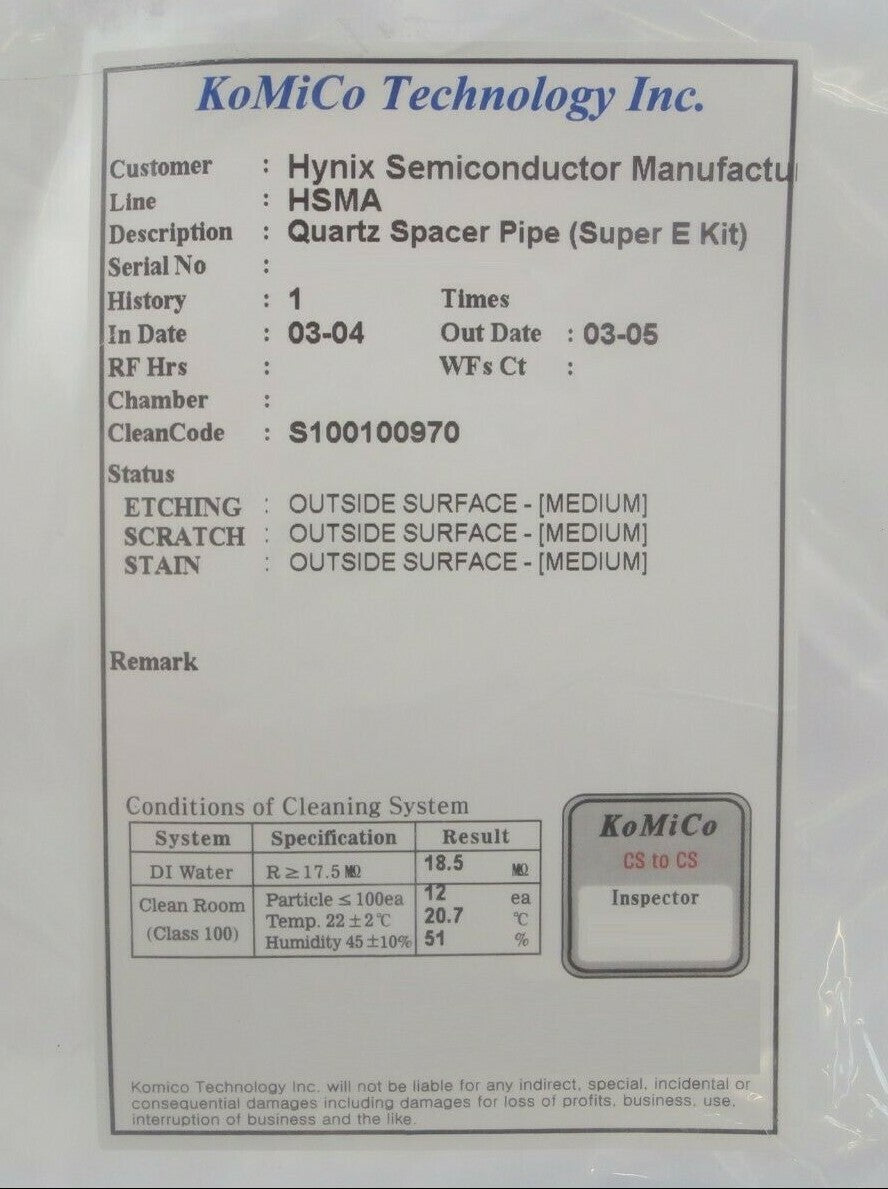 KoMiCo Technology Inc.
Customer : Hynix Semiconductor Manufactu
Line : HSMA
Description : Quartz Spacer Pipe (Super E Kit)
Serial No :
History : 1 Times
In Date : 03-04 Out Date : 03-05
RF Hrs : WFs Ct :
Chamber :
CleanCode : S100100970
Status
ETCHING : OUTSIDE SURFACE - [MEDIUM]
SCRATCH : OUTSIDE SURFACE - [MEDIUM]
STAIN : OUTSIDE SURFACE - [MEDIUM]
Remark
Conditions of Cleaning System
System Specification Result
DI Water R ≥ 17.5 MΩ 18.5 MΩ
Clean Room (Class 100) Particle ≤ 100ea 12 ea
Temp. 22 ± 2℃ 20.7 ℃
Humidity 45 ±10% 51 %
KoMiCo
CS to CS
Inspector
Komico Technology Inc. will not be liable for any indirect, special, incidental or
consequential damages including damages for loss of profits, business, use,
interruption of business and the like.